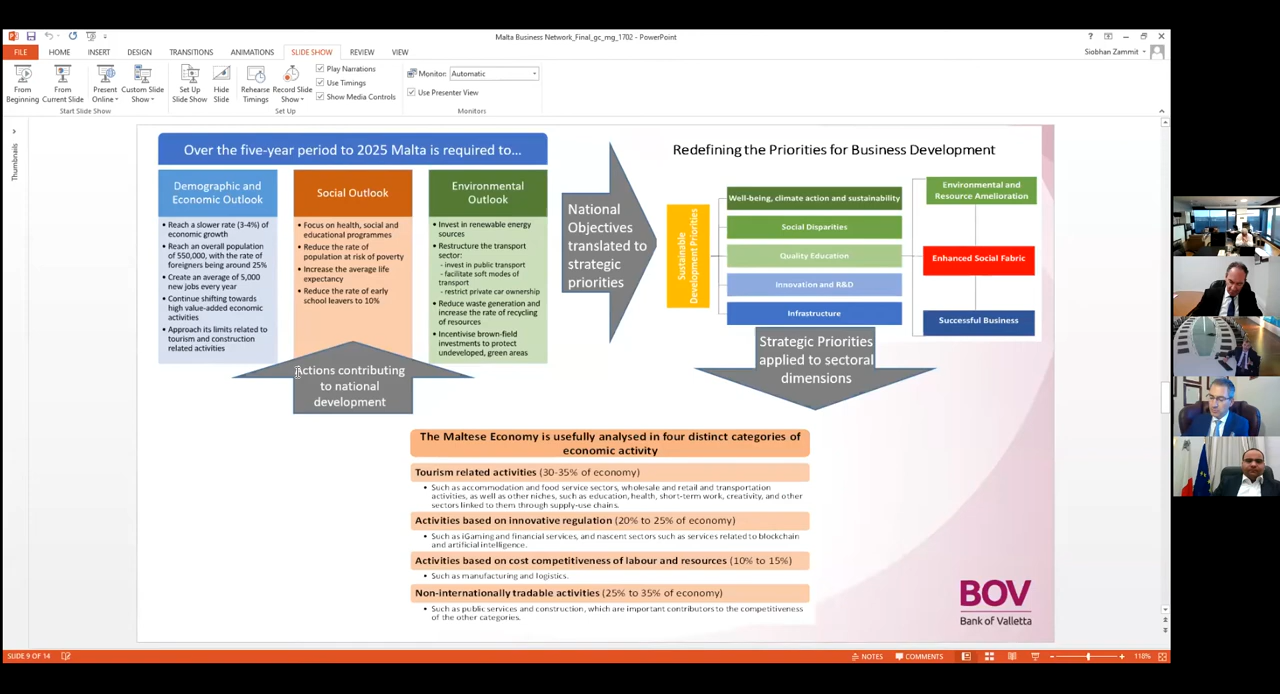 Malta Business Network_Final_gc_mg_1702 - PowerPoint
FILE HOME INSERT DESIGN TRANSITIONS ANIMATIONS SLIDE SHOW REVIEW VIEW
Siobhan Zammit
From Beginning
From Current Slide
Present Online
Custom Slide Show
Set Up Slide Show
Hide Slide
Rehearse Timings
Record Slide Show
Play Narrations
Use Timings
Show Media Controls
Monitor: Automatic
Use Presenter View
Start Slide Show
Set Up
Monitors
Thumbnails
Over the five-year period to 2025 Malta is required to...
Demographic and
Economic Outlook
• Reach a slower rate (3-4%) of
economic growth
• Reach an overall population
of 550,000, with the rate of
foreigners being around 25%
• Create an average of 5,000
new jobs every year
• Continue shifting towards
high value-added economic
activities
• Approach its limits related to
tourism and construction
related activities
Social Outlook
• Focus on health, social and
educational programmes
• Reduce the rate of
population at risk of poverty
• Increase the average life
expectancy
• Reduce the rate of early
school leavers to 10%
Environmental
Outlook
• Invest in renewable energy
sources
• Restructure the transport
sector:
- invest in public transport
- facilitate soft modes of
transport
- restrict private car ownership
• Reduce waste generation and
increase the rate of recycling
of resources
• Incentivise brown-field
investments to protect
undeveloped, green areas
Actions contributing
to national
development
National
Objectives
translated to
strategic
priorities
Redefining the Priorities for Business Development
Sustainable
Development Priorities
Well-being, climate action and sustainability
Social Disparities
Quality Education
Innovation and R&D
Infrastructure
Environmental and
Resource Amelioration
Enhanced Social Fabric
Successful Business
Strategic Priorities
applied to sectoral
dimensions
The Maltese Economy is usefully analysed in four distinct categories of
economic activity
Tourism related activities (30-35% of economy)
• Such as accommodation and food service sectors, wholesale and retail and transportation
activities, as well as other niches, such as education, health, short-term work, creativity, and other
sectors linked to them through supply-use chains.
Activities based on innovative regulation (20% to 25% of economy)
• Such as iGaming and financial services, and nascent sectors such as services related to blockchain
and artificial intelligence.
Activities based on cost competitiveness of labour and resources (10% to 15%)
• Such as manufacturing and logistics.
Non-internationally tradable activities (25% to 35% of economy)
• Such as public services and construction, which are important contributors to the competitiveness
of the other categories.
BOV
Bank of Valletta
SLIDE 9 OF 14
NOTES
COMMENTS
118%